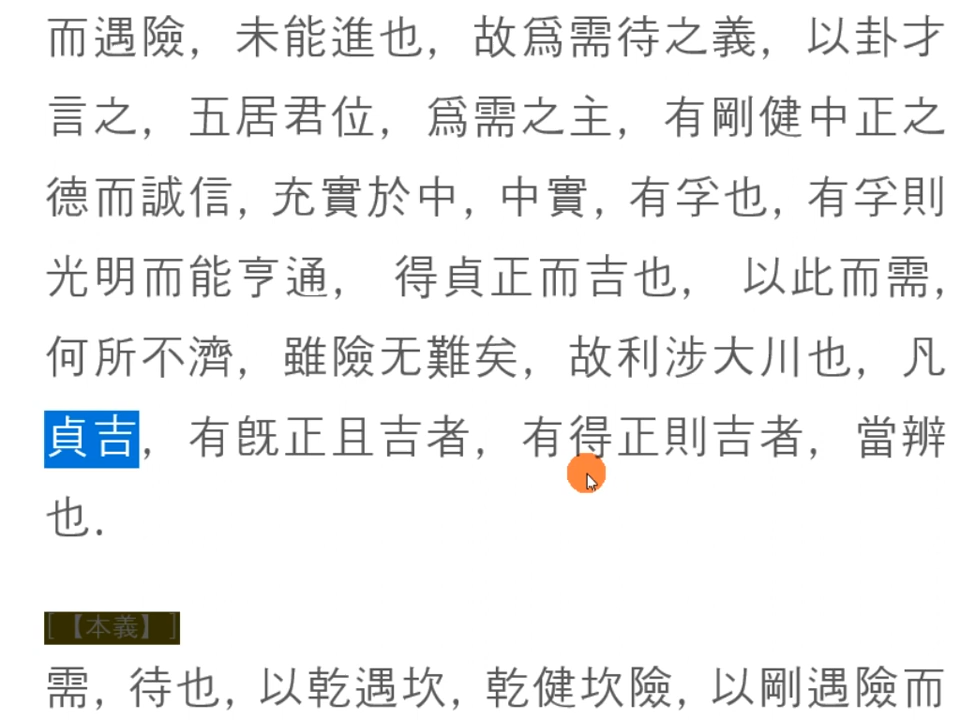 而遇險, 未能進也, 故爲需待之義, 以卦才
言之, 五居君位, 爲需之主, 有剛健中正之
德而誠信, 充實於中, 中實, 有孚也, 有孚則
光明而能亨通, 得貞正而吉也, 以此而需,
何所不濟, 雖險无難矣, 故利涉大川也, 凡
貞吉, 有旣正且吉者, 有得正則吉者, 當辨
也.
[【本義】]
需, 待也, 以乾遇坎, 乾健坎險, 以剛遇險而